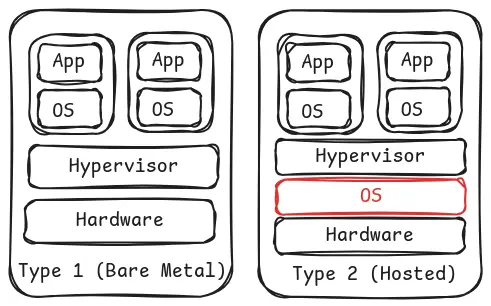 App App
OS OS
Hypervisor
Hardware
Type 1 (Bare Metal)
App App
OS OS
Hypervisor
OS
Hardware
Type 2 (Hosted)